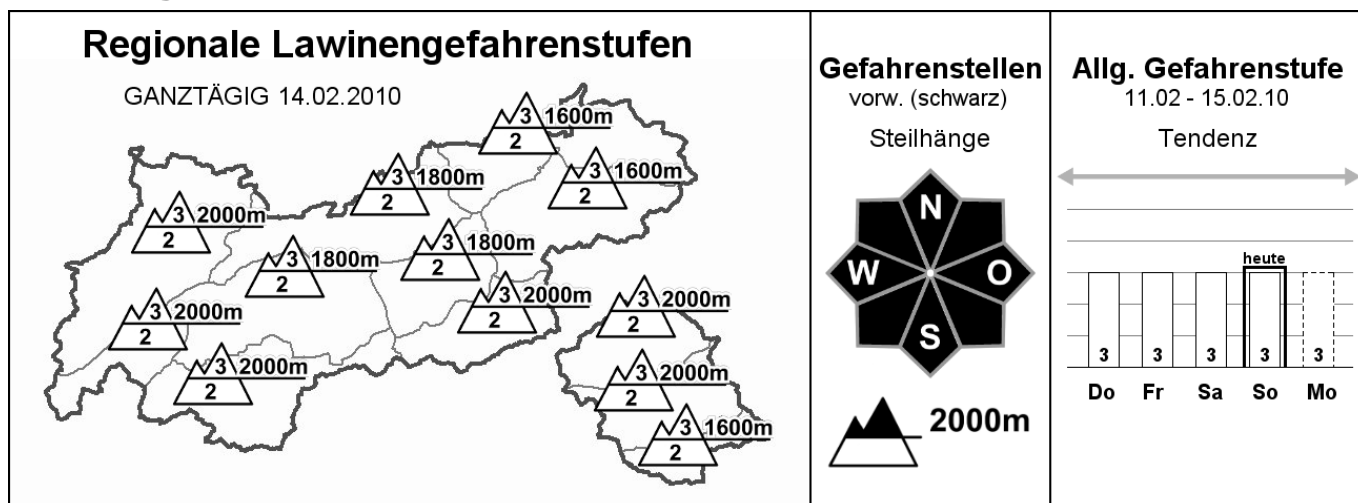 Regionale Lawinengefahrenstufen
GANZTÄGIG 14.02.2010
3 1600m
2
3 1600m
2
3 1800m
2
3 2000m
2
3 1800m
2
3 1800m
2
3 2000m
2
3 2000m
2
3 2000m
2
3 2000m
2
3 2000m
2
3 1600m
2
Gefahrenstellen
vorw. (schwarz)
Steilhänge
N
W O
S
2000m
Allg. Gefahrenstufe
11.02 - 15.02.10
Tendenz
heute
3 3 3 3 3
Do Fr Sa So Mo